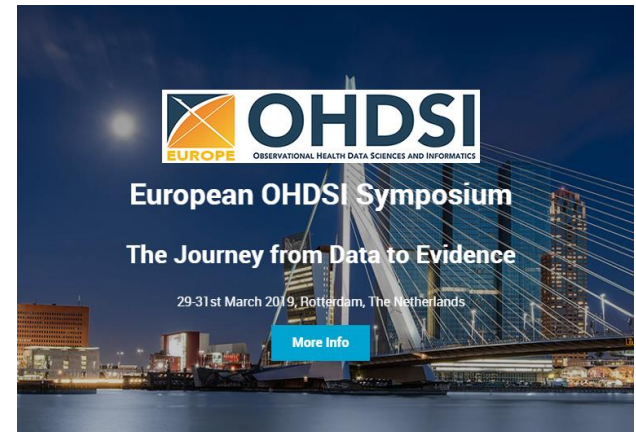 OHDSI
EUROPE
OBSERVATIONAL HEALTH DATA SCIENCES AND INFORMATICS
European OHDSI Symposium
The Journey from Data to Evidence
29-31st March 2019, Rotterdam, The Netherlands
More Info